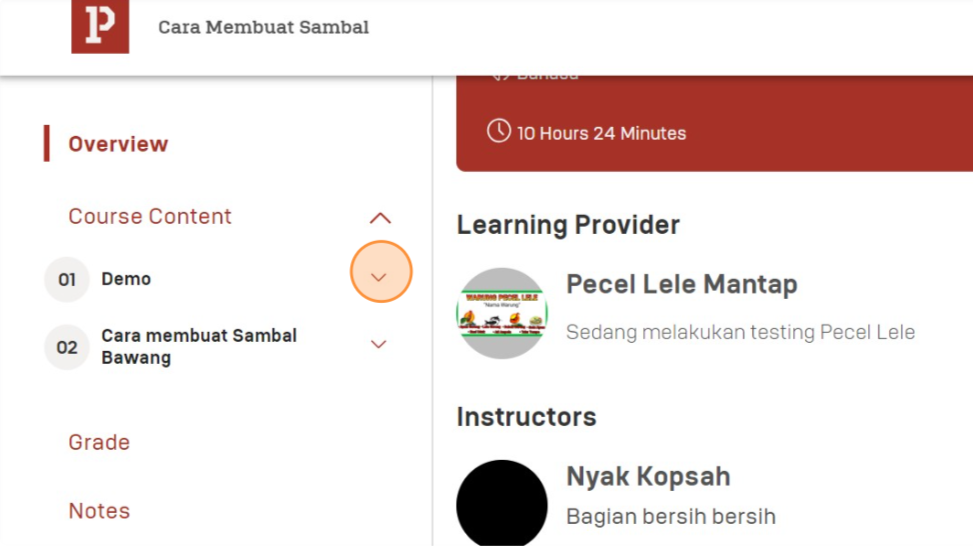 P
Cara Membuat Sambal
Overview
Course Content
01 Demo
02 Cara membuat Sambal
Bawang
Grade
Notes
10 Hours 24 Minutes
Learning Provider
WARUNG PECEL LELE
"Nama Warung"
Pecel Lele Mantap
Sedang melakukan testing Pecel Lele
Instructors
Nyak Kopsah
Bagian bersih bersih